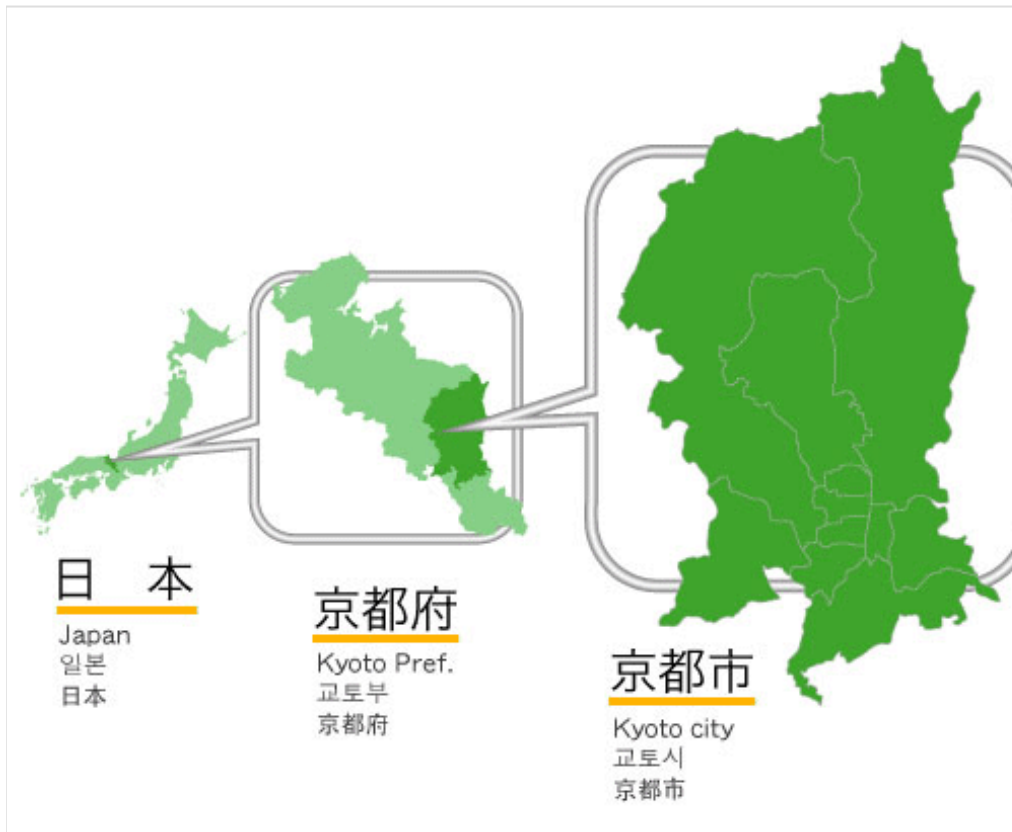 日　本
Japan
일본
日本
京都府
Kyoto Pref.
교토부
京都府
京都市
Kyoto city
교토시
京都市